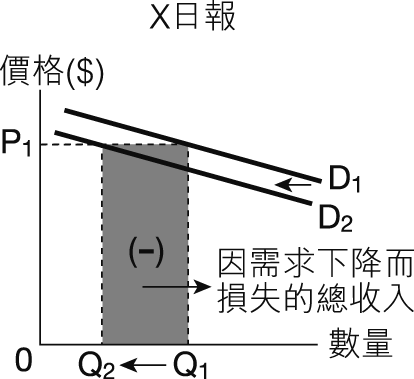 X日報
價格($)
P₁
D₁
D₂
(-)
因需求下降而
損失的總收入
0
Q₂
Q₁
數量